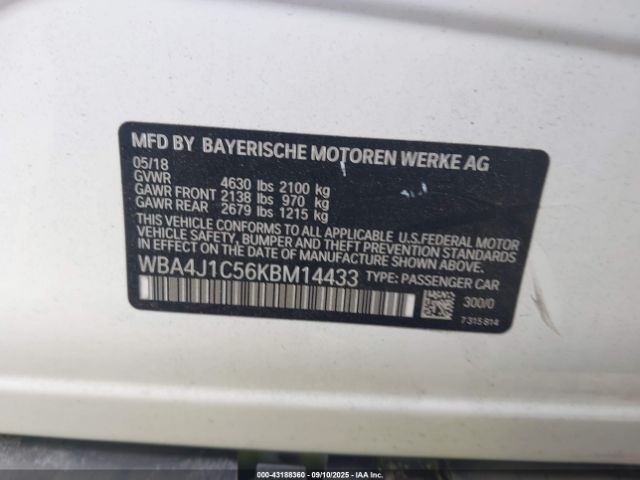 MFD BY BAYERISCHE MOTOREN WERKE AG
05/18
GVWR 4630 lbs 2100 kg
GAWR FRONT 2138 lbs 970 kg
GAWR REAR 2679 lbs 1215 kg
THIS VEHICLE CONFORMS TO ALL APPLICABLE U.S.FEDERAL MOTOR
VEHICLE SAFETY, BUMPER AND THEFT PREVENTION STANDARDS IN
EFFECT ON THE DATE OF MANUFACTURE SHOWN ABOVE.
WBA4J1C56KBM14433 TYPE: PASSENGER CAR
300/0
7 315 814
000-43188360 - 09/10/2025 - IAA, Inc.